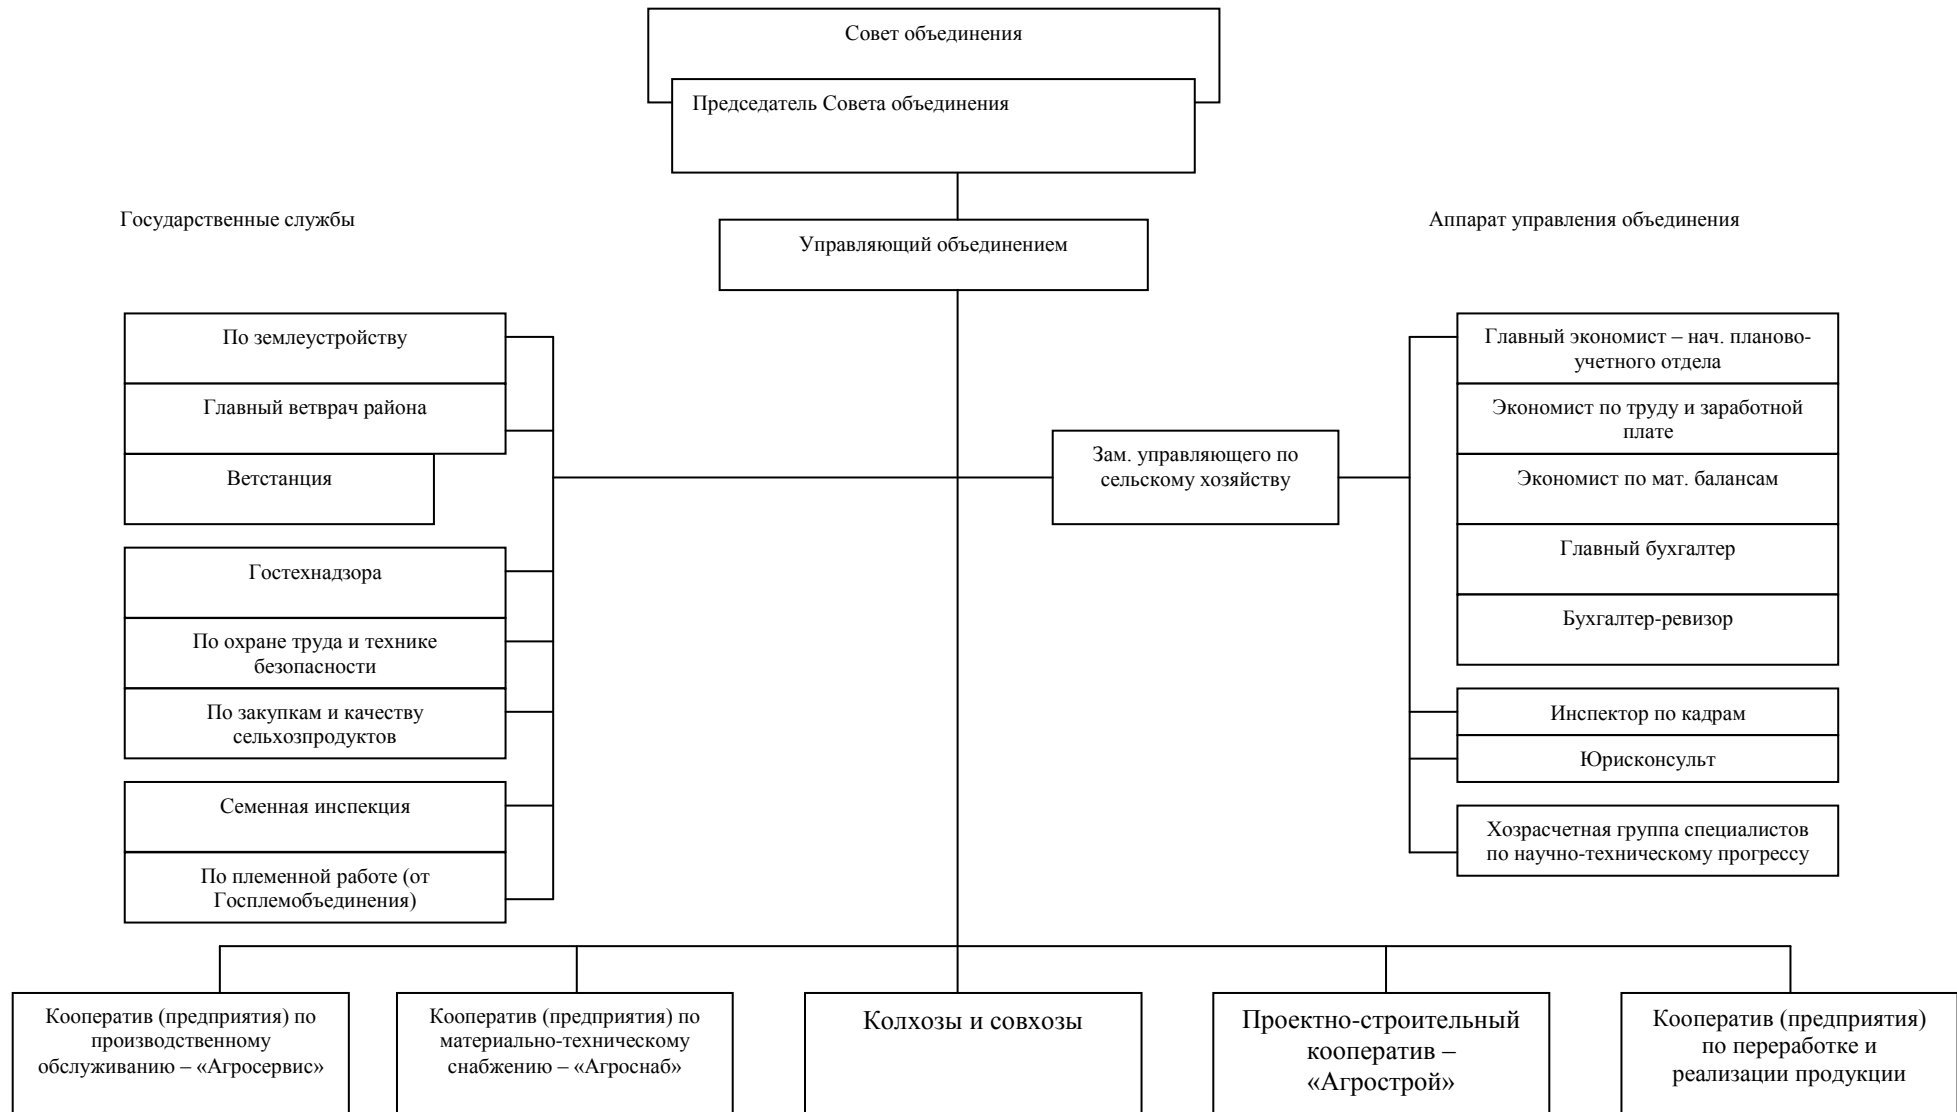 Совет объединения
Председатель Совета объединения
Государственные службы
Аппарат управления объединения
Управляющий объединением
По землеустройству
Главный ветврач района
Ветстанция
Гостехнадзора
По охране труда и технике
безопасности
По закупкам и качеству
сельхозпродуктов
Семенная инспекция
По племенной работе (от
Госплемобъединения)
Зам. управляющего по
сельскому хозяйству
Главный экономист – нач. планово-
учетного отдела
Экономист по труду и заработной
плате
Экономист по мат. балансам
Главный бухгалтер
Бухгалтер-ревизор
Инспектор по кадрам
Юрисконсульт
Хозрасчетная группа специалистов
по научно-техническому прогрессу
Кооператив (предприятия) по
производственному
обслуживанию – «Агросервис»
Кооператив (предприятия) по
материально-техническому
снабжению – «Агроснаб»
Колхозы и совхозы
Проектно-строительный
кооператив –
«Агрострой»
Кооператив (предприятия)
по переработке и
реализации продукции